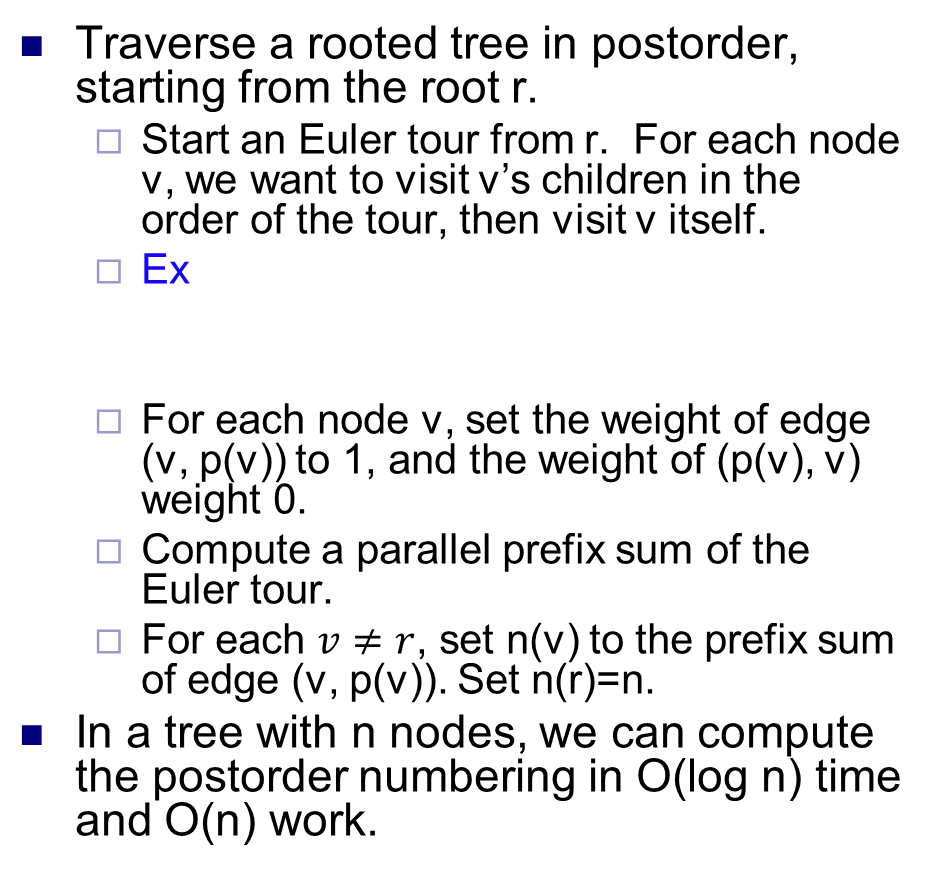 Traverse a rooted tree in postorder,
starting from the root r.
Start an Euler tour from r. For each node
v, we want to visit v’s children in the
order of the tour, then visit v itself.
Ex
For each node v, set the weight of edge
(v, p(v)) to 1, and the weight of (p(v), v)
weight 0.
Compute a parallel prefix sum of the
Euler tour.
For each 𝑣 ≠ 𝑟, set n(v) to the prefix sum
of edge (v, p(v)). Set n(r)=n.
In a tree with n nodes, we can compute
the postorder numbering in O(log n) time
and O(n) work.